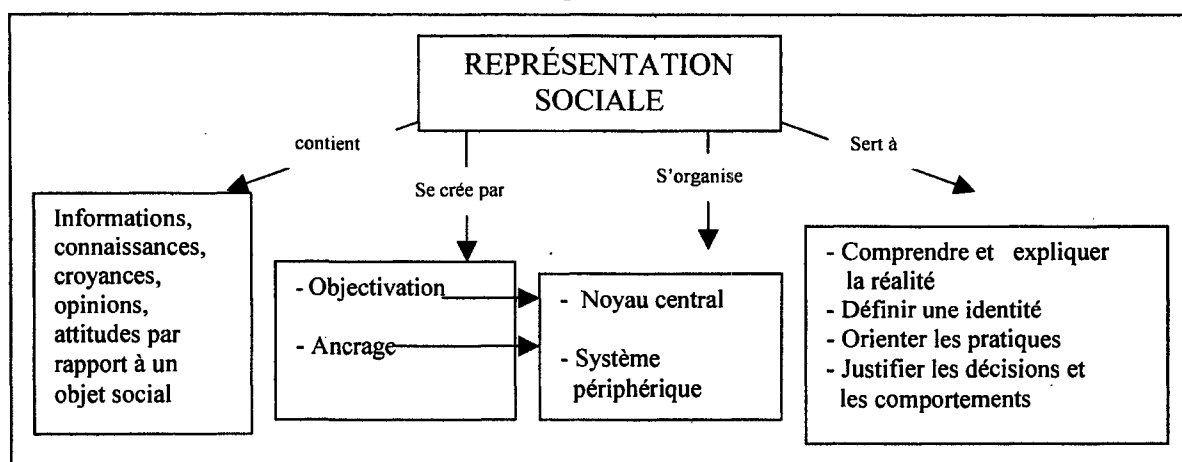 REPRÉSENTATION
SOCIALE
contient
Se crée par
S'organise
Sert à
Informations,
connaissances,
croyances,
opinions,
attitudes par
rapport à un
objet social
- Objectivation
- Ancrage
- Noyau central
- Système
périphérique
- Comprendre et expliquer
la réalité
- Définir une identité
- Orienter les pratiques
- Justifier les décisions et
les comportements